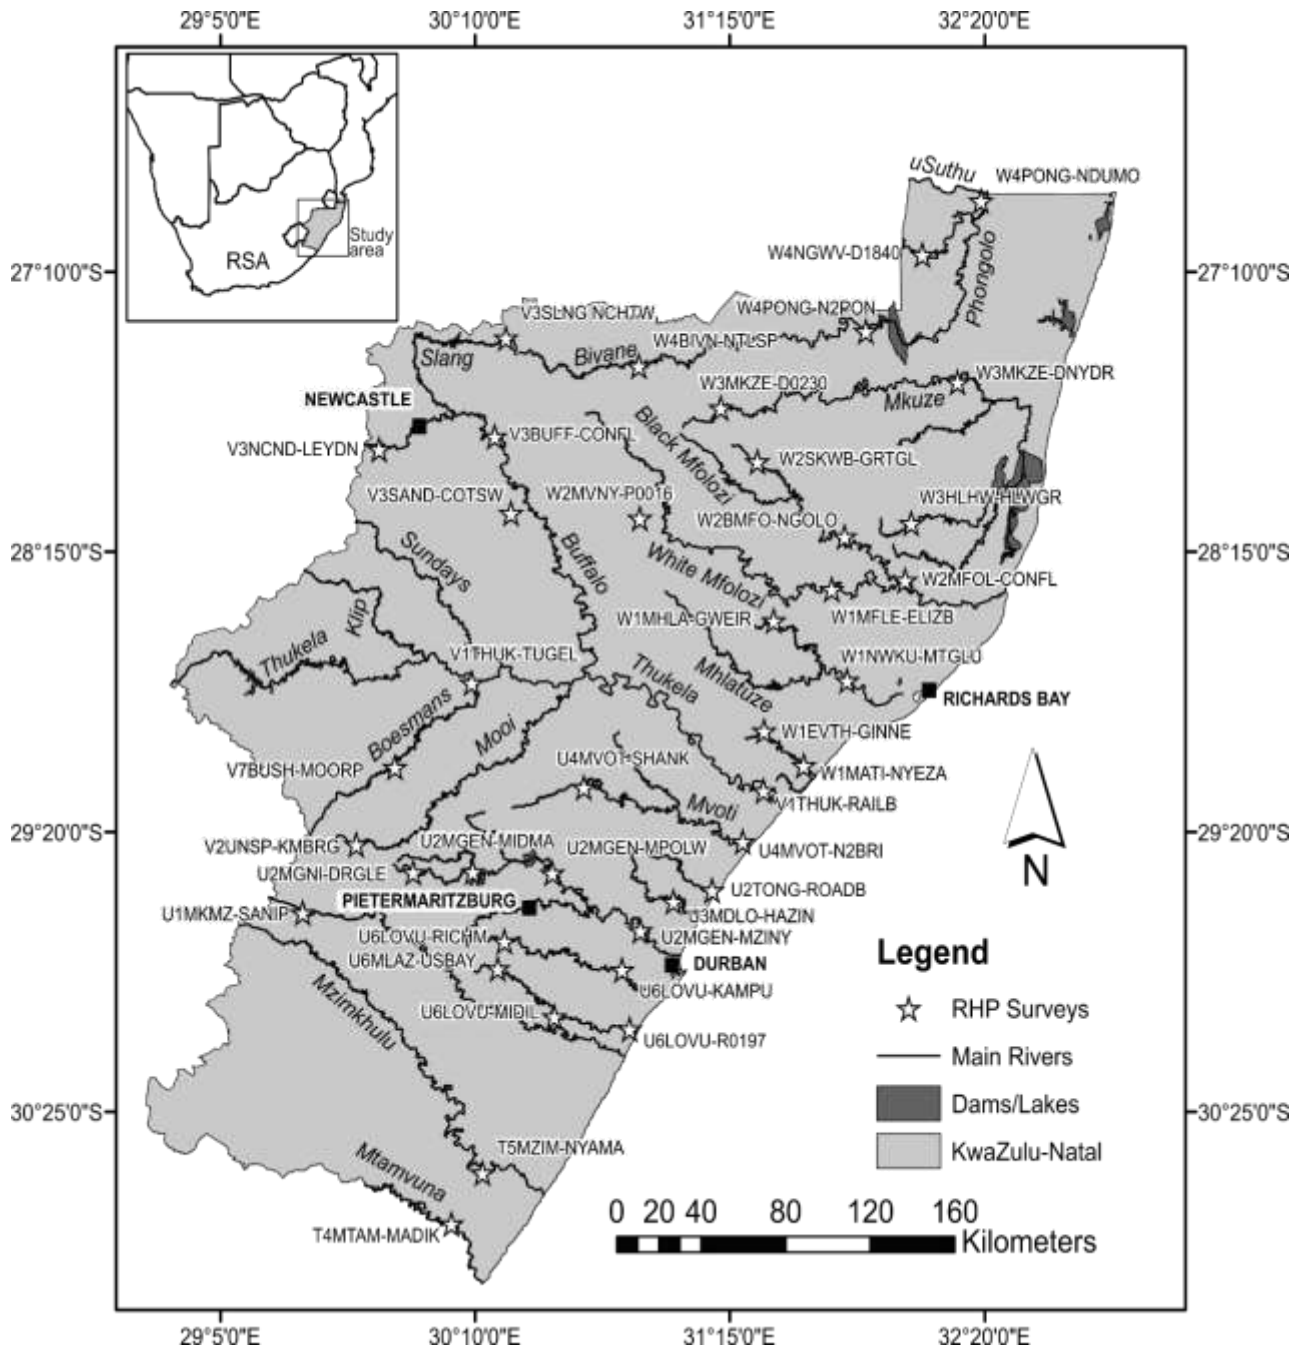 29°5'0"E
30°10'0"E
31°15'0"E
32°20'0"E
uSuthu
W4PONG-NDUMO
Study
area
RSA
W4NGWV-D1840
Phongolo
27°10'0"S
27°10'0"S
V3SLNG NCHTW
W4PONG-N2PON
Slang
Bivane
W4BIVN-NTLSP
W3MKZE-DNYDR
W3MKZE-D0230
Mkuze
NEWCASTLE
Black Mfolozi
V3NCND-LEYDN
V3BUFF-CONFL
W2SKWB-GRTGL
V3SAND-COTSW
W2MVNY-P0016
W3HLHW-HLWGR
W2BMFO-NGOLO
28°15'0"S
28°15'0"S
Sundays
Buffalo
White Mfolozi
W2MFOL-CONFL
Klip
W1MHLA-GWEIR
W1MFLE-ELIZB
Thukela
V1THUK-TUGEL
W1NWKU-MTGLU
Thukela
Mhlatuze
RICHARDS BAY
Boesmans
Mooi
W1EVTH-GINNE
V7BUSH-MOORP
U4MVOT-SHANK
W1MATI-NYEZA
V1THUK-RAILB
Mvoti
29°20'0"S
29°20'0"S
V2UNSP-KMBRG
U2MGEN-MIDMA
U2MGEN-MPOLW
U4MVOT-N2BRI
N
U2MGNI-DRGLE
U2TONG-ROADB
PIETERMARITZBURG
U1MKMZ-SANIP
U3MDLO-HAZIN
U6LOVU-RICHM
U2MGEN-MZINY
U6MLAZ-USBAY
DURBAN
Legend
Mzimkhulu
U6LOVU-KAMPU
U6LOVU-MIDIL
RHP Surveys
U6LOVU-R0197
Main Rivers
Dams/Lakes
30°25'0"S
30°25'0"S
T5MZIM-NYAMA
KwaZulu-Natal
Mtamvuna
T4MTAM-MADIK
0 20 40 80 120 160
Kilometers
29°5'0"E
30°10'0"E
31°15'0"E
32°20'0"E